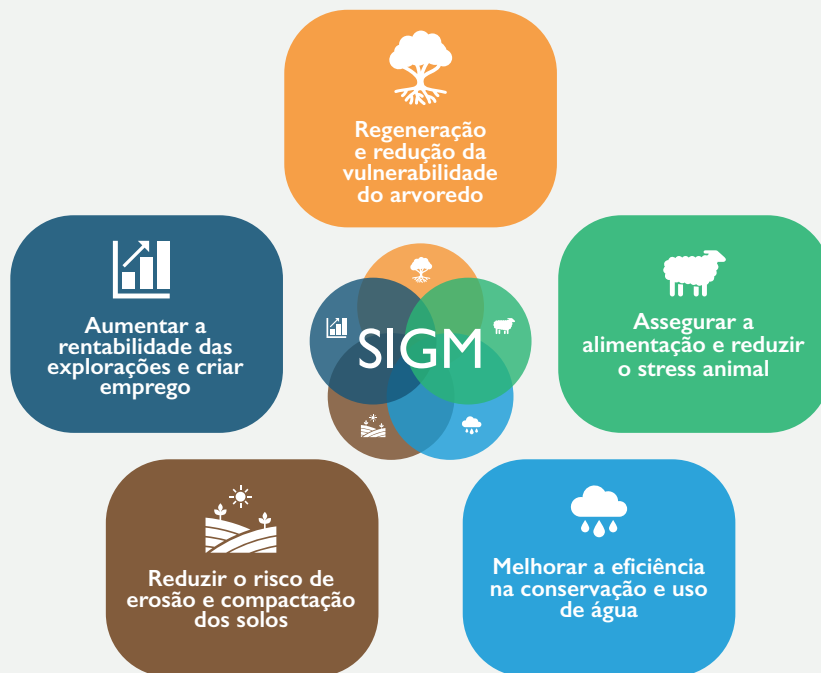 Regeneração
e redução da
vulnerabilidade
do arvoredo
Aumentar a
rentabilidade das
explorações e criar
emprego
SIGM
Assegurar a
alimentação e reduzir
o stress animal
Reduzir o risco de
erosão e compactação
dos solos
Melhorar a eficiência
na conservação e uso
de água